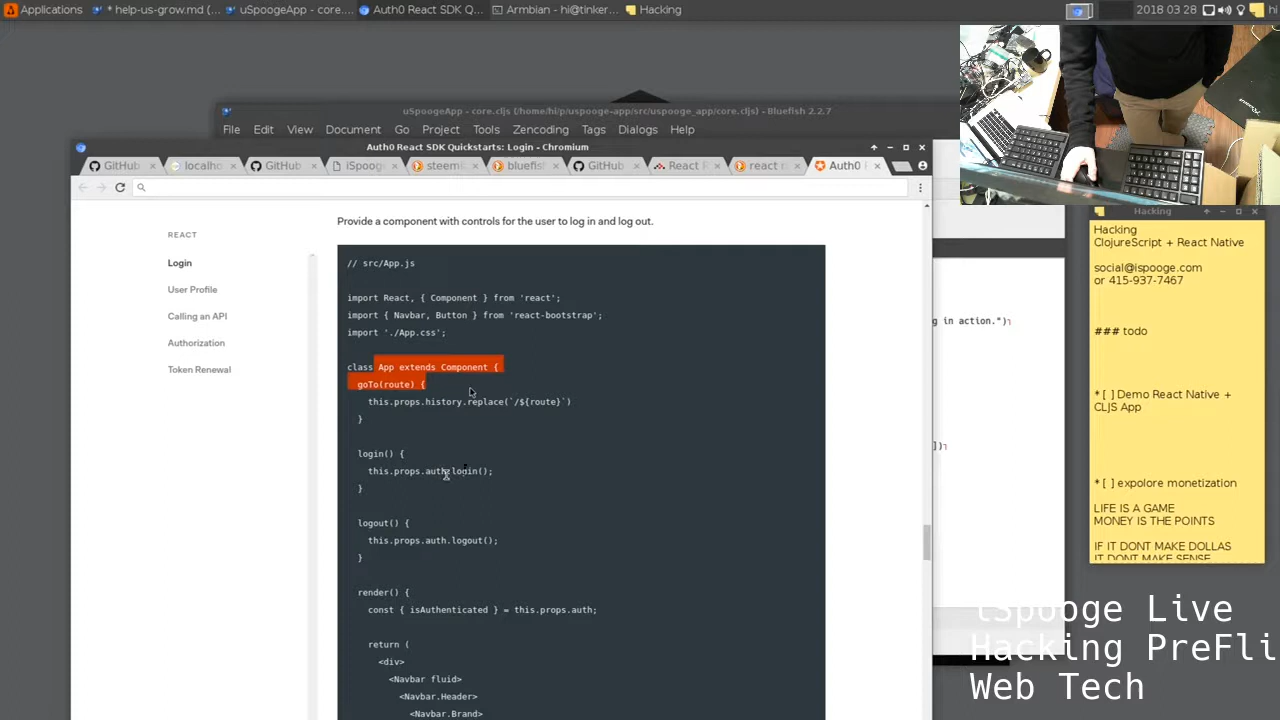 Applications
* help-us-grow.md (...
uSpoogeApp - core....
Auth0 React SDK Q...
Armbian - hi@tinker...
Hacking
2018 03 28
hi
uSpoogeApp - core.cljs (/home/hi/p/uspooge-app/src/uspooge_app/core.cljs) - Bluefish 2.2.7
File Edit View Document Go Project Tools Zencoding Tags Dialogs Help
Auth0 React SDK Quickstarts: Login - Chromium
GitHub
localho
GitHub
iSpoog
steem
bluefis
GitHub
React R
react n
Auth0
Provide a component with controls for the user to log in and log out.
REACT
Login
User Profile
Calling an API
Authorization
Token Renewal
// src/App.js
import React, { Component } from 'react';
import { Navbar, Button } from 'react-bootstrap';
import './App.css';
class App extends Component {
goTo(route) {
this.props.history.replace(`/${route}`)
}
login() {
this.props.auth.login();
}
logout() {
this.props.auth.logout();
}
render() {
const { isAuthenticated } = this.props.auth;
return (
<div>
<Navbar fluid>
<Navbar.Header>
<Navbar.Brand>
g in action.")
])
Hacking
Hacking
ClojureScript + React Native
social@ispooge.com
or 415-937-7467
### todo
* [ ] Demo React Native +
CLJS App
* [ ] expolore monetization
LIFE IS A GAME
MONEY IS THE POINTS
IF IT DONT MAKE DOLLAS
IT DONT MAKE SENSE
iSpooge Live
Hacking PreFli
Web Tech